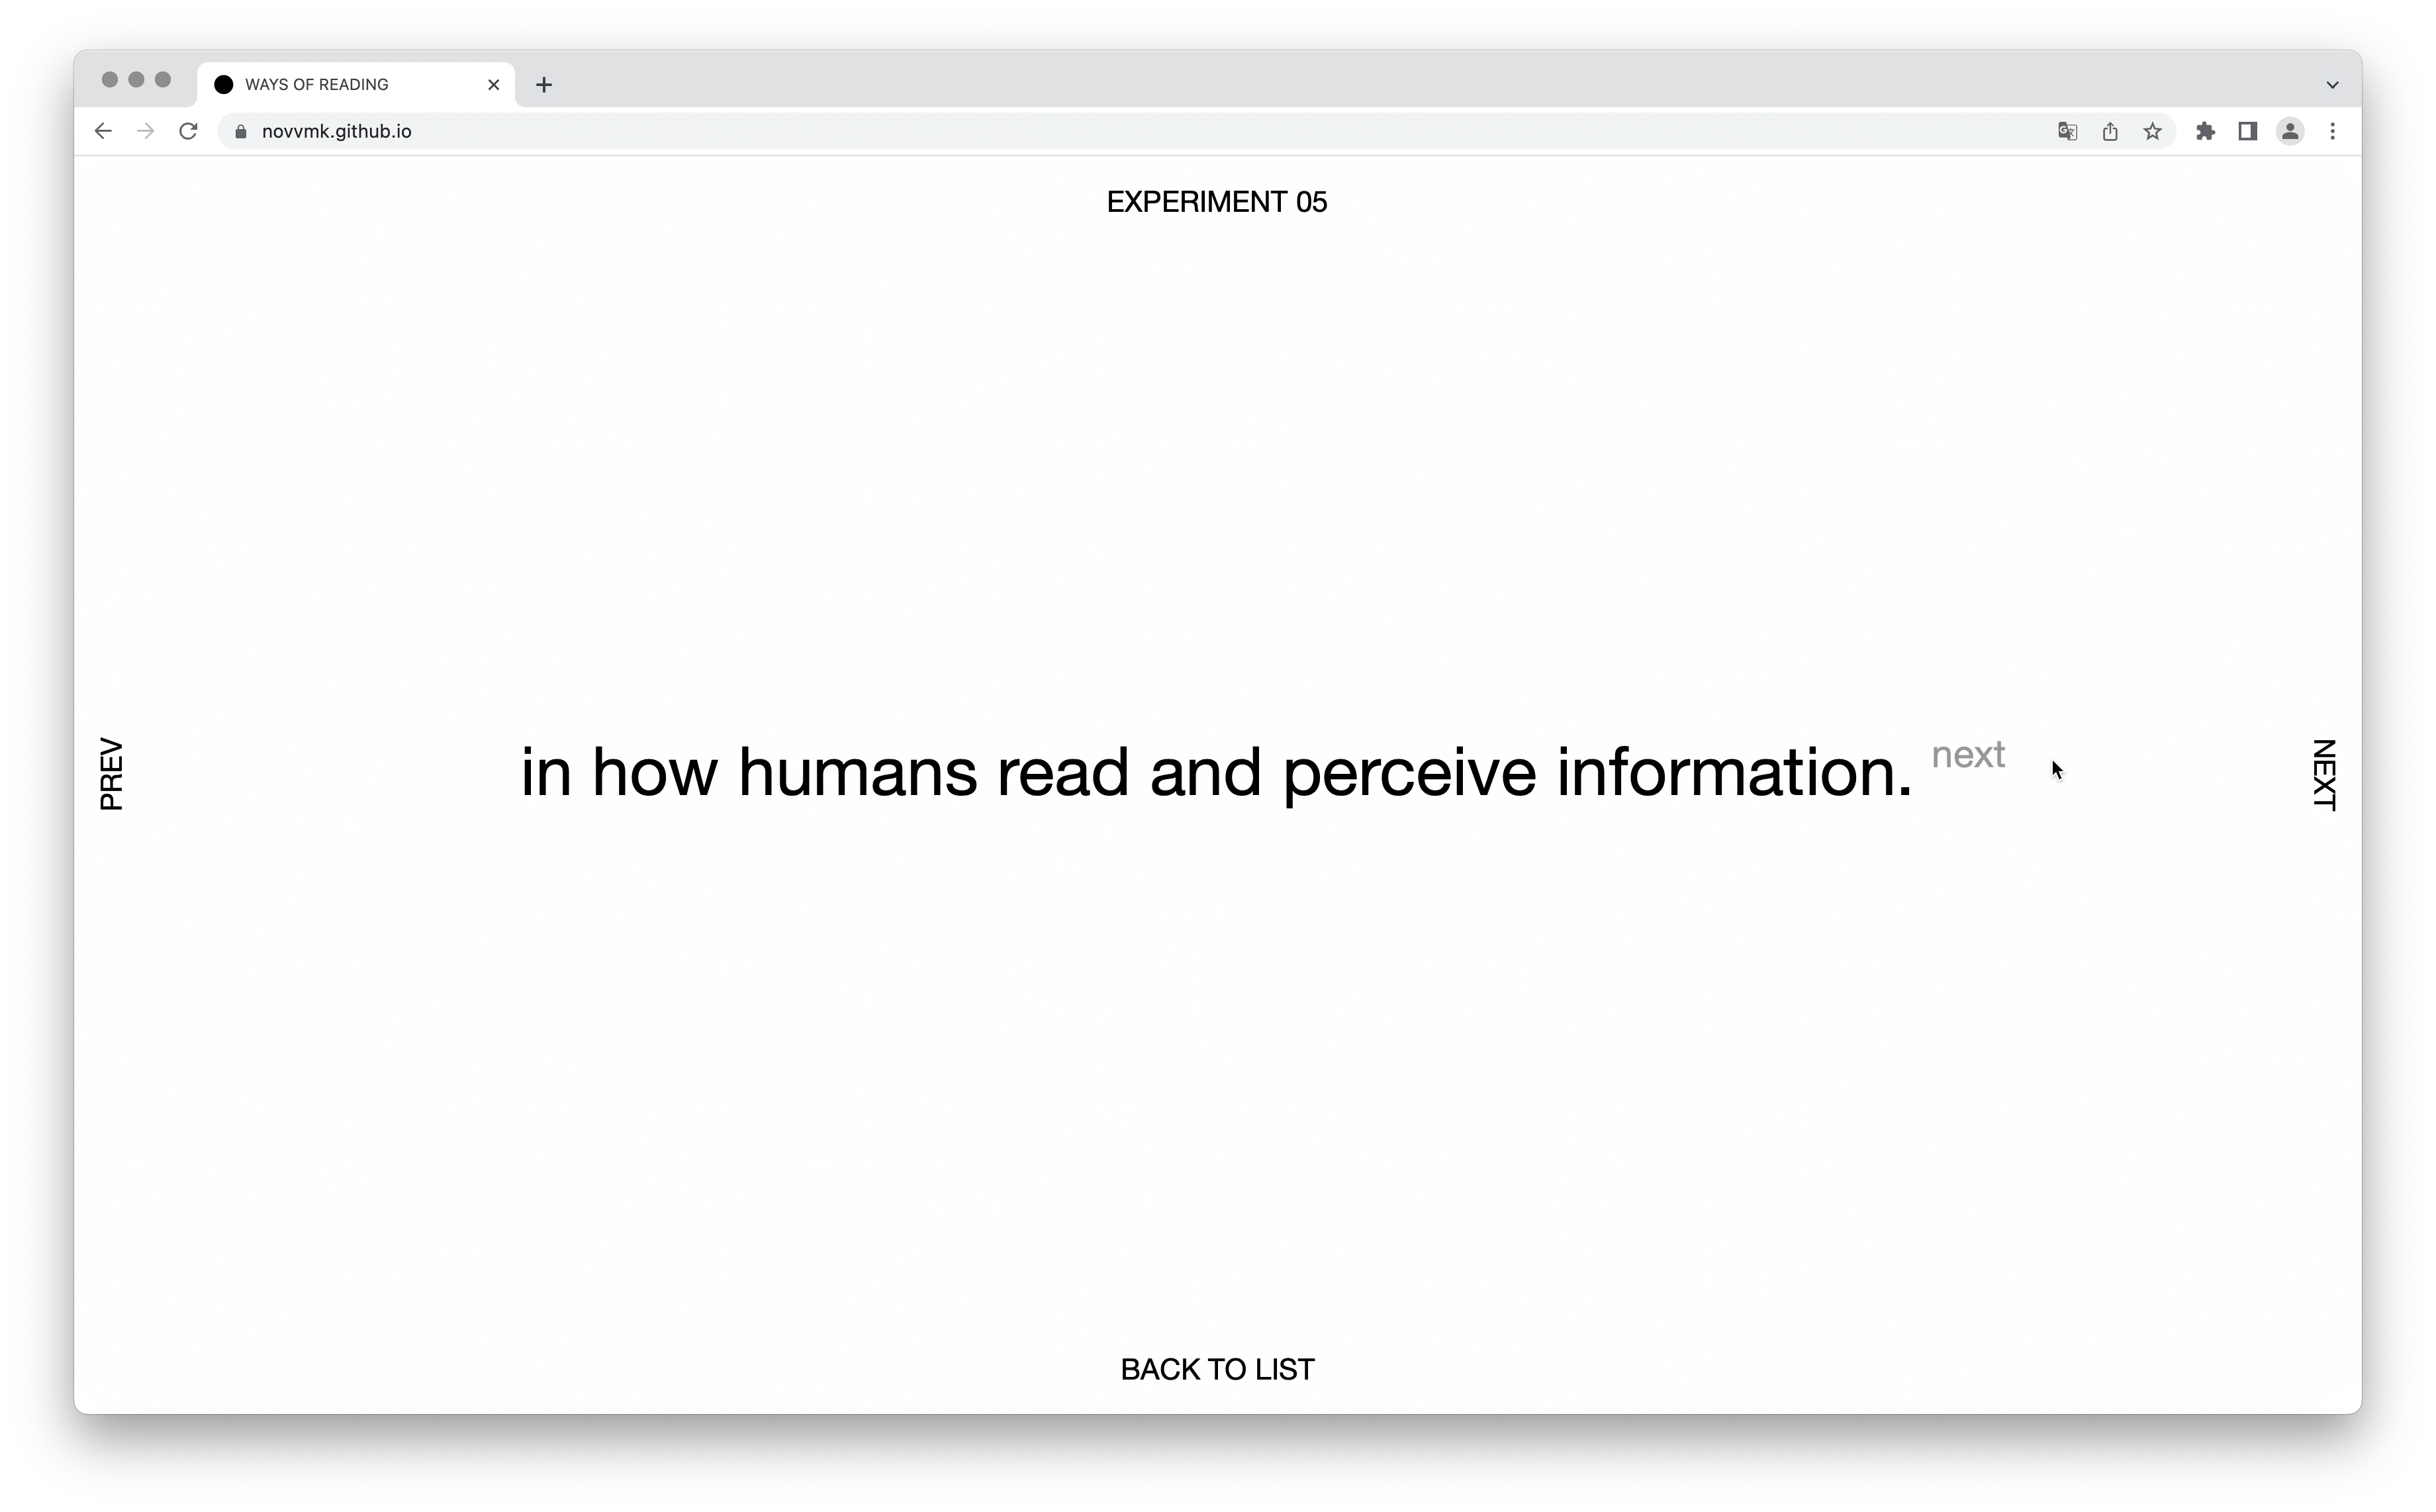 WAYS OF READING
novvmk.github.io
EXPERIMENT 05
PREV
in how humans read and perceive information. next
NEXT
BACK TO LIST